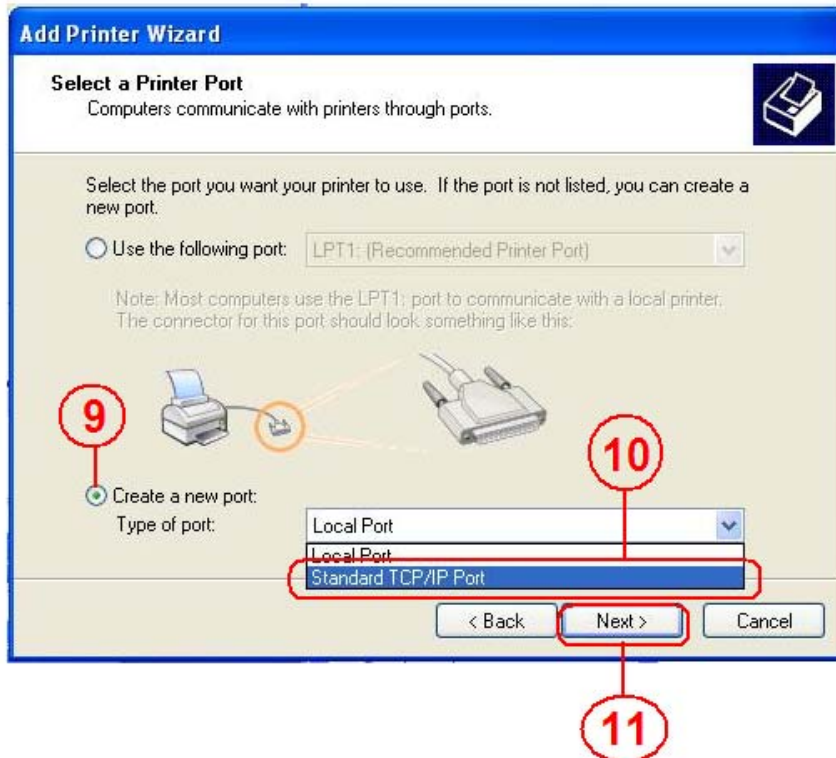 Add Printer Wizard
Select a Printer Port
Computers communicate with printers through ports.
Select the port you want your printer to use. If the port is not listed, you can create a
new port.
Use the following port: LPT1: (Recommended Printer Port)
Note: Most computers use the LPT1: port to communicate with a local printer.
The connector for this port should look something like this:
9
10
Create a new port:
Type of port: Local Port
Local Port
Standard TCP/IP Port
< Back Next > Cancel
11